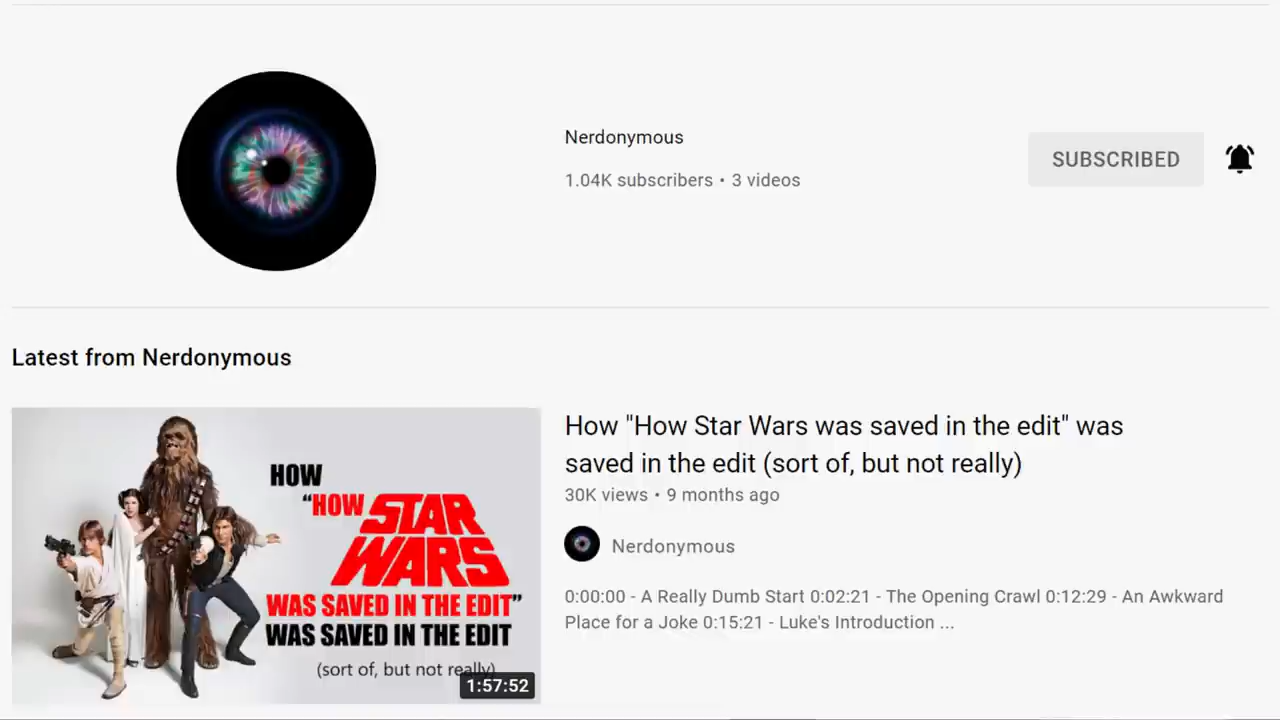 Nerdonymous
1.04K subscribers • 3 videos
SUBSCRIBED
Latest from Nerdonymous
HOW
“HOW STAR
WARS
WAS SAVED IN THE EDIT”
WAS SAVED IN THE EDIT
(sort of, but not really)
1:57:52
How "How Star Wars was saved in the edit" was
saved in the edit (sort of, but not really)
30K views • 9 months ago
Nerdonymous
0:00:00 - A Really Dumb Start 0:02:21 - The Opening Crawl 0:12:29 - An Awkward
Place for a Joke 0:15:21 - Luke's Introduction ...